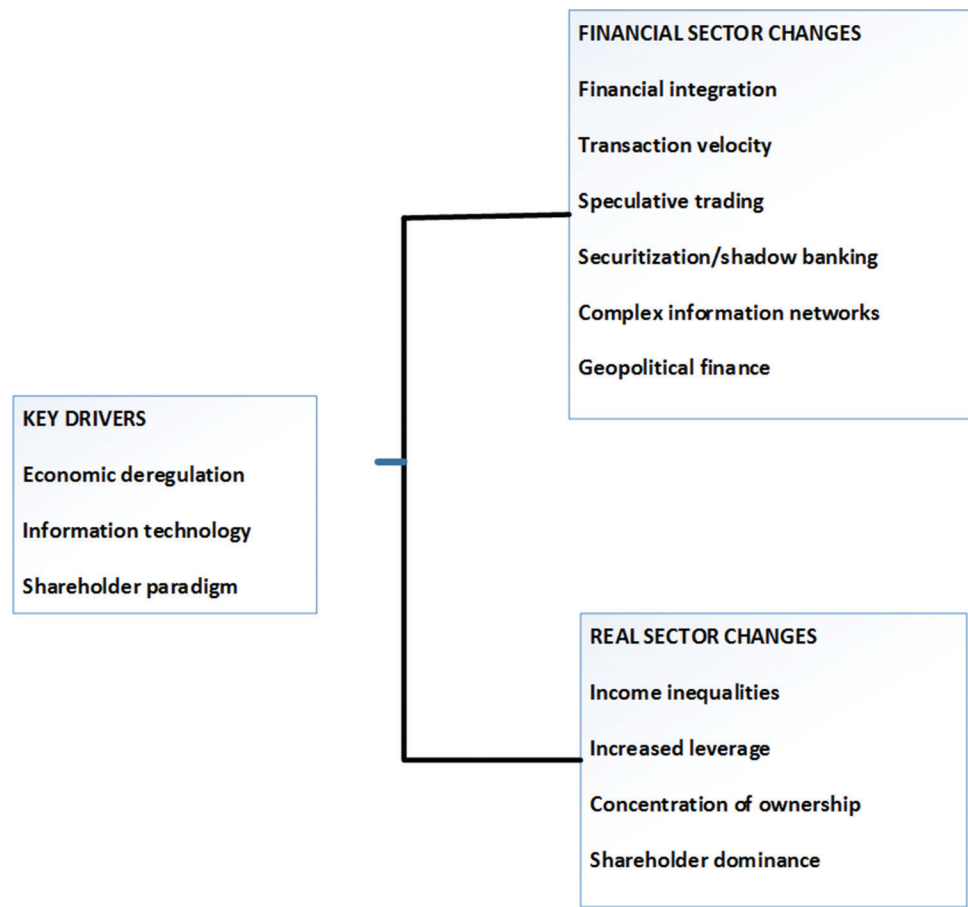 FINANCIAL SECTOR CHANGES
Financial integration
Transaction velocity
Speculative trading
Securitization/shadow banking
Complex information networks
Geopolitical finance
KEY DRIVERS
Economic deregulation
Information technology
Shareholder paradigm
REAL SECTOR CHANGES
Income inequalities
Increased leverage
Concentration of ownership
Shareholder dominance